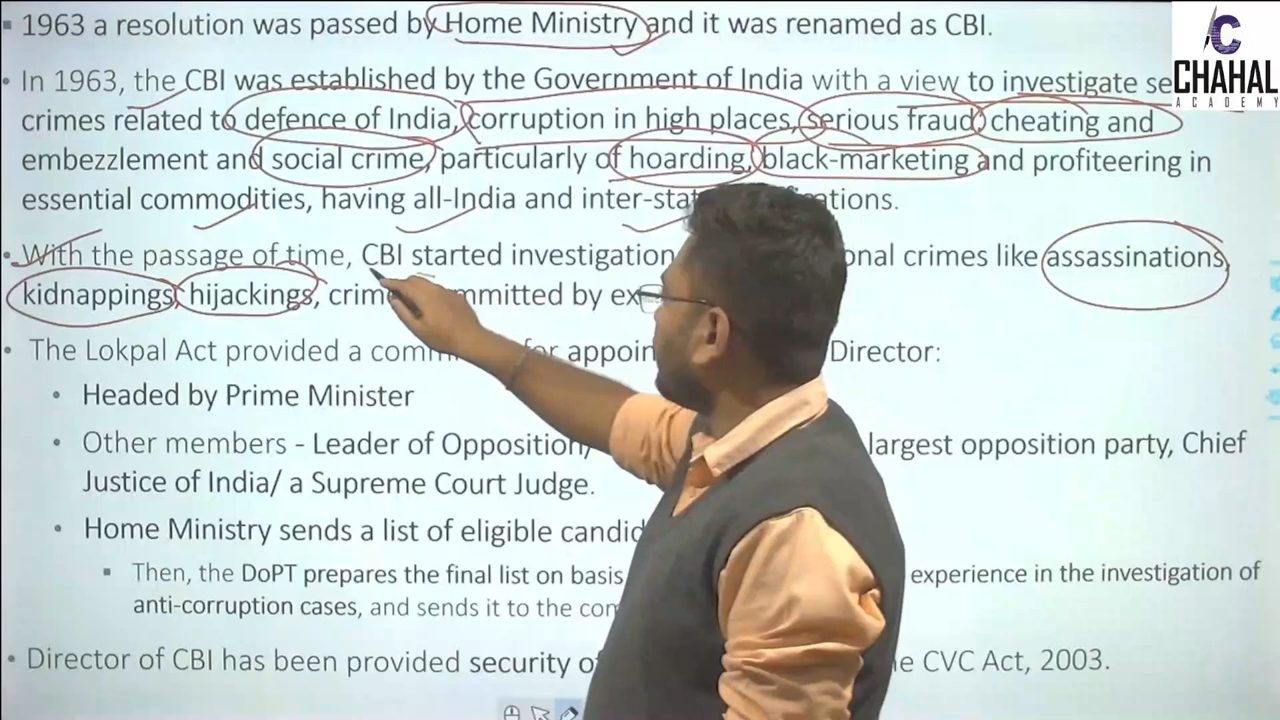 1963 a resolution was passed by Home Ministry and it was renamed as CBI.
C
CHAHAL
ACADEMY
In 1963, the CBI was established by the Government of India with a view to investigate se
crimes related to defence of India, corruption in high places, serious fraud, cheating and
embezzlement and social crime, particularly of hoarding, black-marketing and profiteering in
essential commodities, having all-India and inter-stat ations.
With the passage of time, CBI started investigation onal crimes like assassinations,
kidnappings, hijackings, crime mmitted by ex
The Lokpal Act provided a comm for appoin Director:
Headed by Prime Minister
Other members - Leader of Opposition/ largest opposition party, Chief
Justice of India/ a Supreme Court Judge.
Home Ministry sends a list of eligible candid
Then, the DoPT prepares the final list on basis experience in the investigation of
anti-corruption cases, and sends it to the com
Director of CBI has been provided security of e CVC Act, 2003.